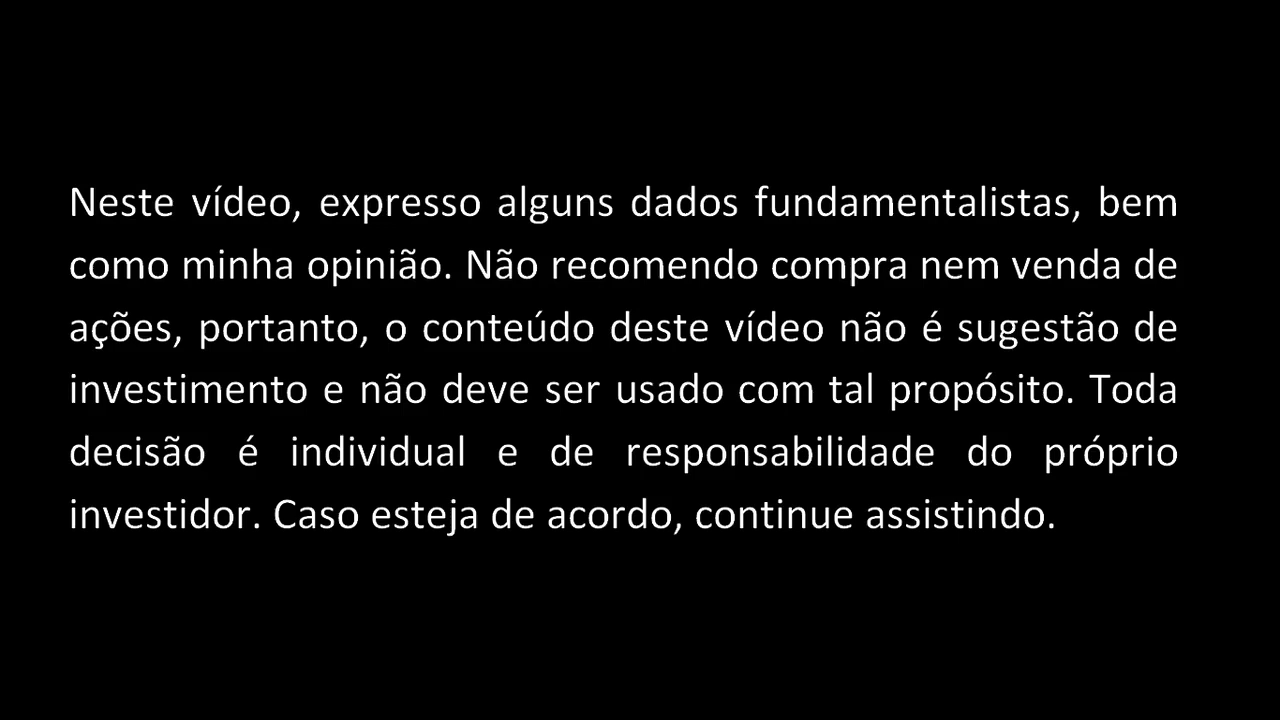 Neste vídeo, expresso alguns dados fundamentalistas, bem
como minha opinião. Não recomendo compra nem venda de
ações, portanto, o conteúdo deste vídeo não é sugestão de
investimento e não deve ser usado com tal propósito. Toda
decisão é individual e de responsabilidade do próprio
investidor. Caso esteja de acordo, continue assistindo.